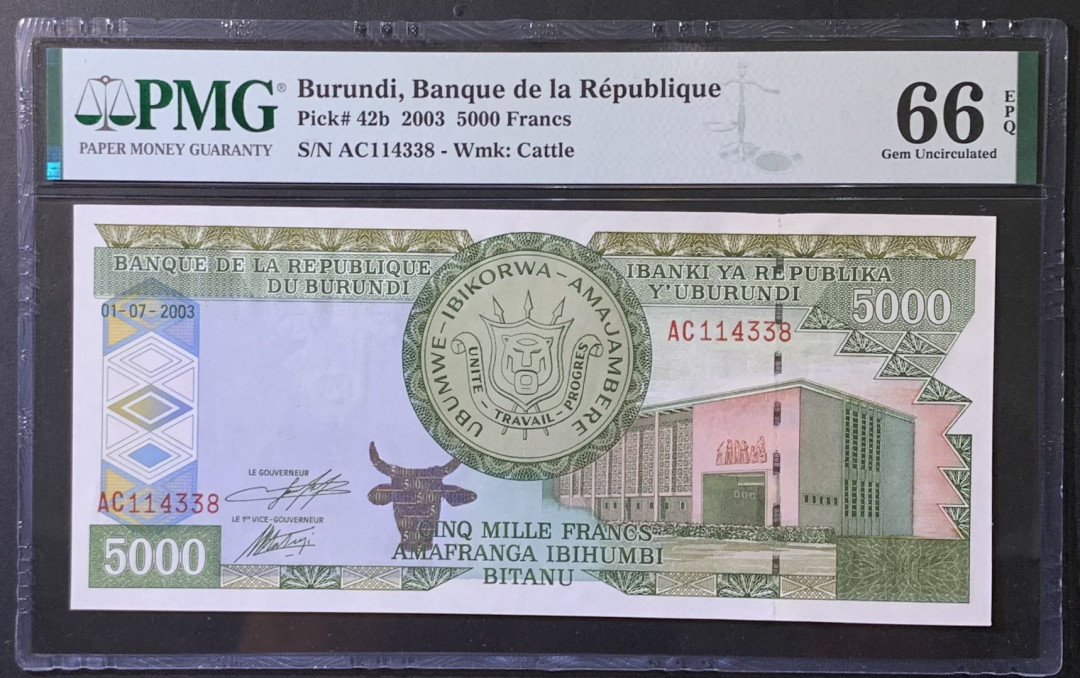 PMG®
PAPER MONEY GUARANTY
Burundi, Banque de la République
Pick# 42b 2003 5000 Francs
S/N AC114338 - Wmk: Cattle
66
EPQ
Gem Uncirculated
BANQUE DE LA REPUBLIQUE
DU BURUNDI
IBANKI YA REPUBLIKA
Y'UBURUNDI
5000
01-07-2003
AC114338
UBUMWE-IBIKORWA-AMAJAMBERE
UNITE - TRAVAIL - PROGRES
LE GOUVERNEUR
AC114338
LE 1ER VICE-GOUVERNEUR
5000
CINQ MILLE FRANCS
AMAFRANGA IBIHUMBI
BITANU